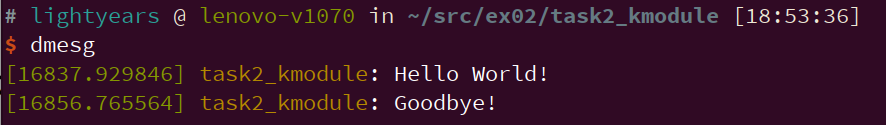 # lightyears @ lenovo-v1070 in ~/src/ex02/task2_kmodule [18:53:36]
$ dmesg
[16837.929846] task2_kmodule: Hello World!
[16856.765564] task2_kmodule: Goodbye!